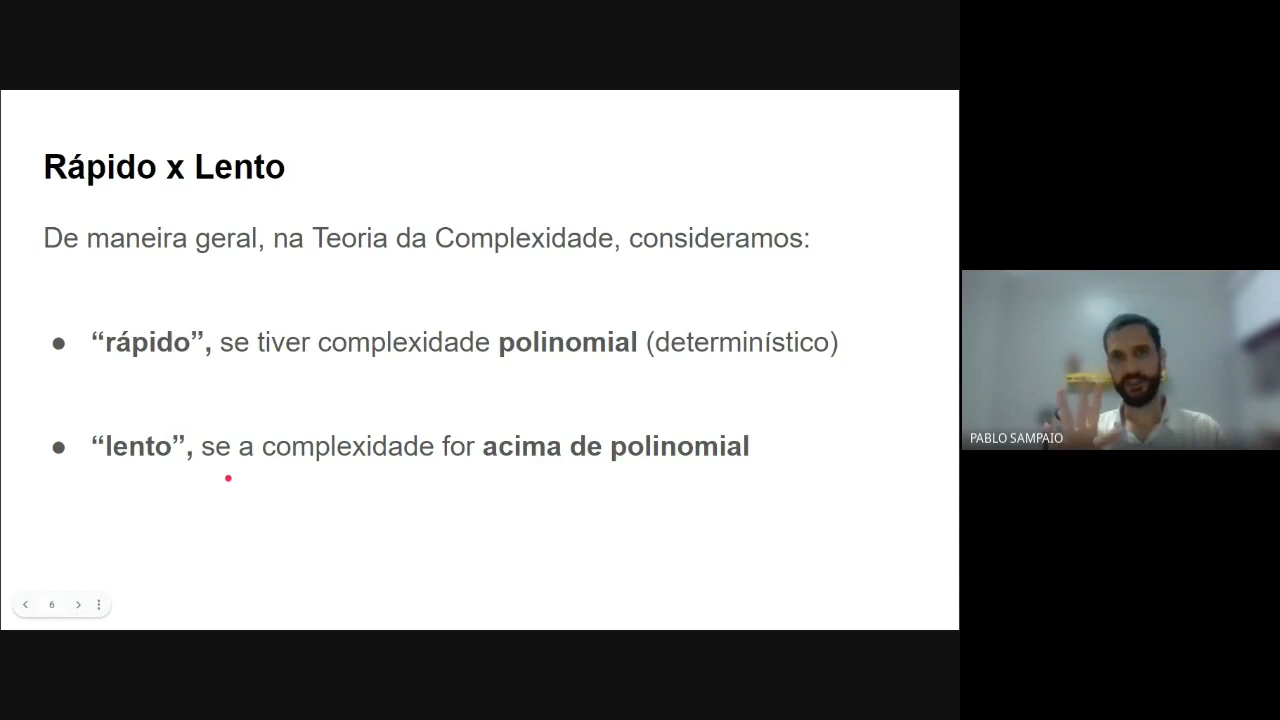 Rápido x Lento
De maneira geral, na Teoria da Complexidade, consideramos:
● “rápido”, se tiver complexidade polinomial (determinístico)
● “lento”, se a complexidade for acima de polinomial
6
PABLO SAMPAIO